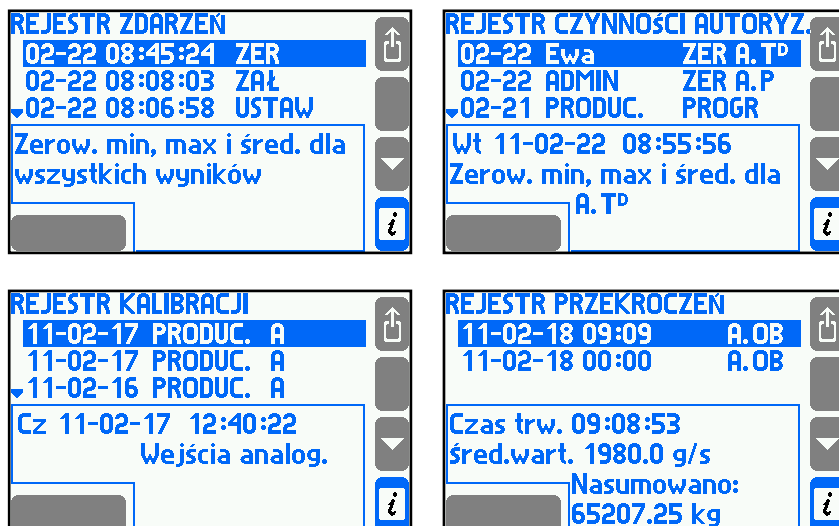 REJESTR ZDARZEŃ
02-22 08:45:24 ZER
02-22 08:08:03 ZAŁ
02-22 08:06:58 USTAW
Zerow. min, max i śred. dla
wszystkich wyników
i
REJESTR CZYNNOŚCI AUTORYZ.
02-22 Ewa ZER A.Tᴰ
02-22 ADMIN ZER A.P
02-21 PRODUC. PROGR
Wt 11-02-22 08:55:56
Zerow. min, max i śred. dla
A.Tᴰ
i
REJESTR KALIBRACJI
11-02-17 PRODUC. A
11-02-17 PRODUC. A
11-02-16 PRODUC. A
Cz 11-02-17 12:40:22
Wejścia analog.
i
REJESTR PRZEKROCZEŃ
11-02-18 09:09 A.OB
11-02-18 00:00 A.OB
Czas trw. 09:08:53
śred.wart. 1980.0 g/s
Nasumowano:
65207.25 kg
i